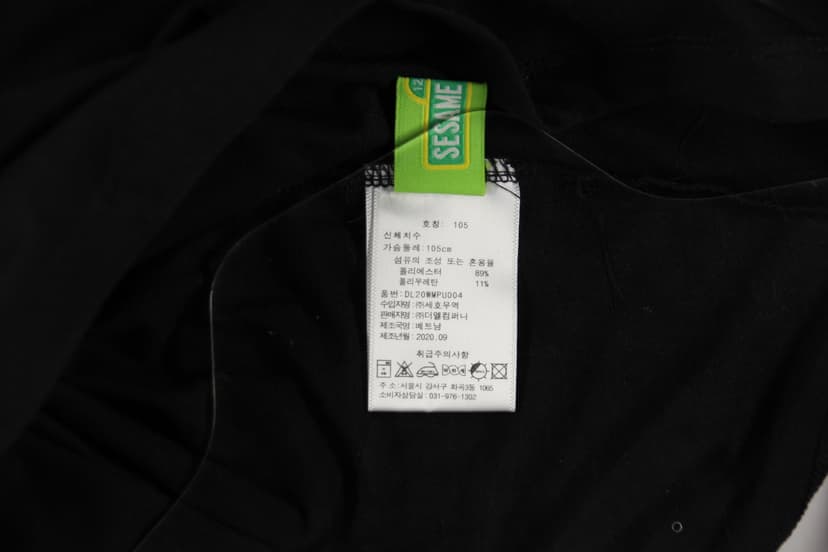 12
SESAME
호칭: 105
신체치수
가슴둘레:105cm
섬유의 조성 또는 혼용율
폴리에스터 89%
폴리우레탄 11%
품번:DL20WMPU004
수입자명:㈜세호무역
판매자명:㈜더엘컴퍼니
제조국명:베트남
제조년월:2020.09
취급주의사항
주 소:서울시 강서구 화곡3동 1065
소비자상담실:031-976-1302